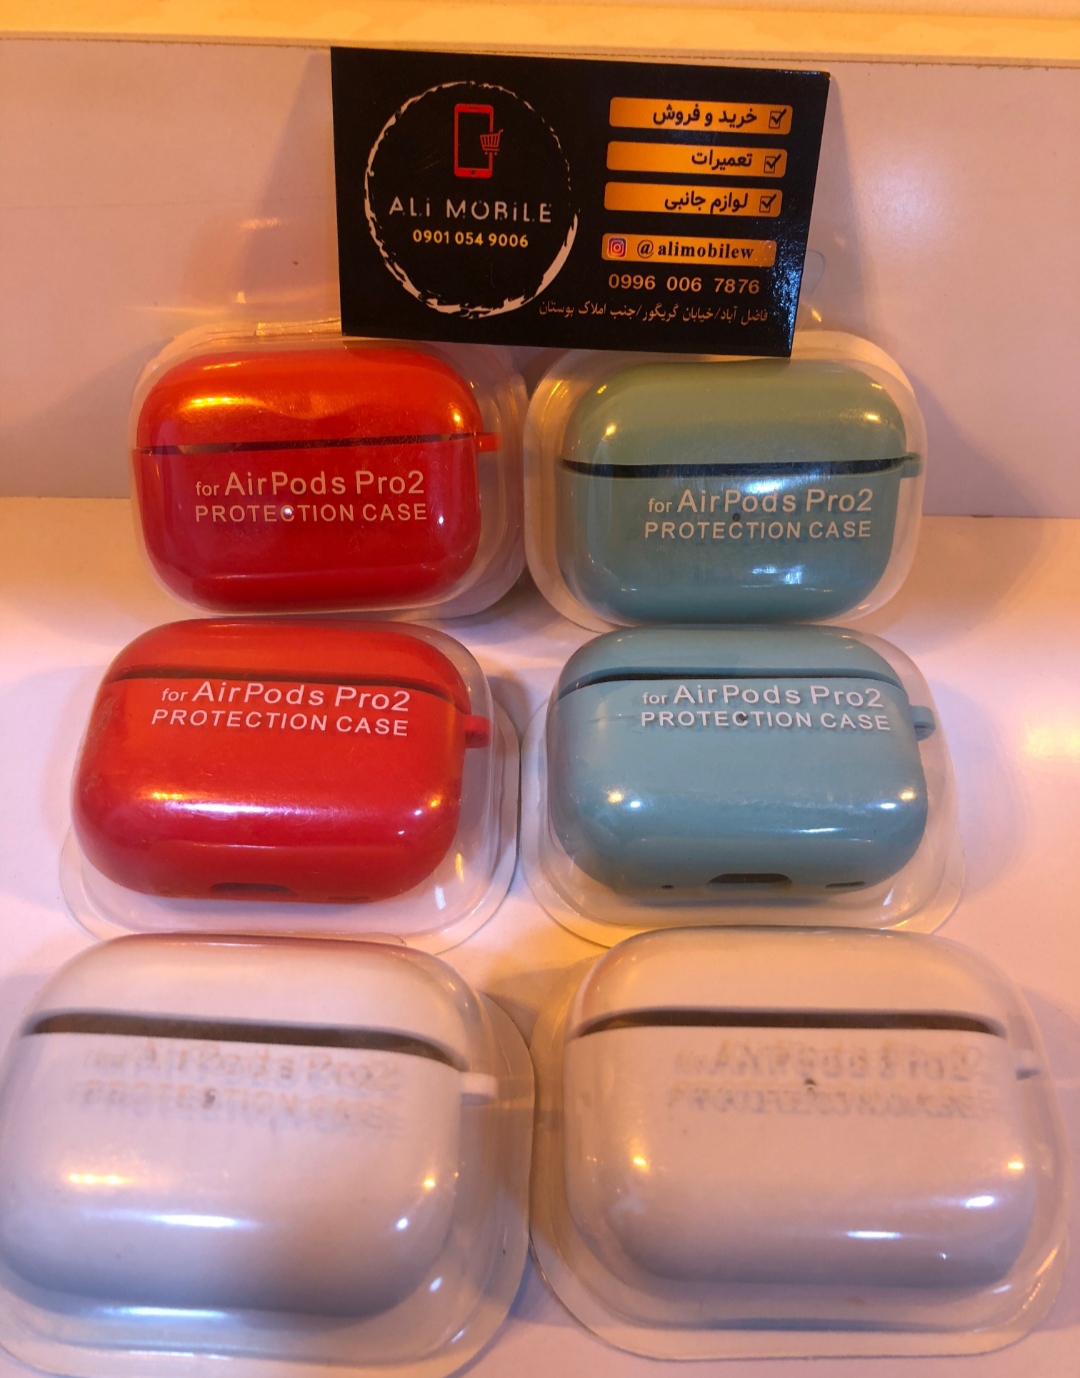 ALi MOBiLE
0901 054 9006
خرید و فروش
تعمیرات
لوازم جانبی
@alimobilew
0996 006 7876
فاضل آباد/خیابان گریگور/جنب املاک بوستان
for AirPods Pro2
PROTECTION CASE
for AirPods Pro2
PROTECTION CASE
for AirPods Pro2
PROTECTION CASE
for AirPods Pro2
PROTECTION CASE